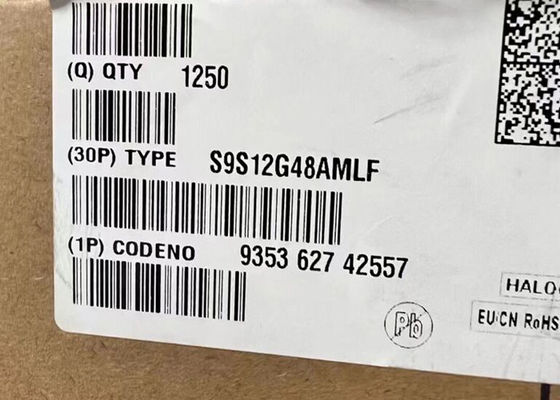 (Q) QTY 1250
(30P) TYPE S9S12G48AMLF
(1P) CODENO 9353 627 42557
HALO
Pb
EU:CN RoHS